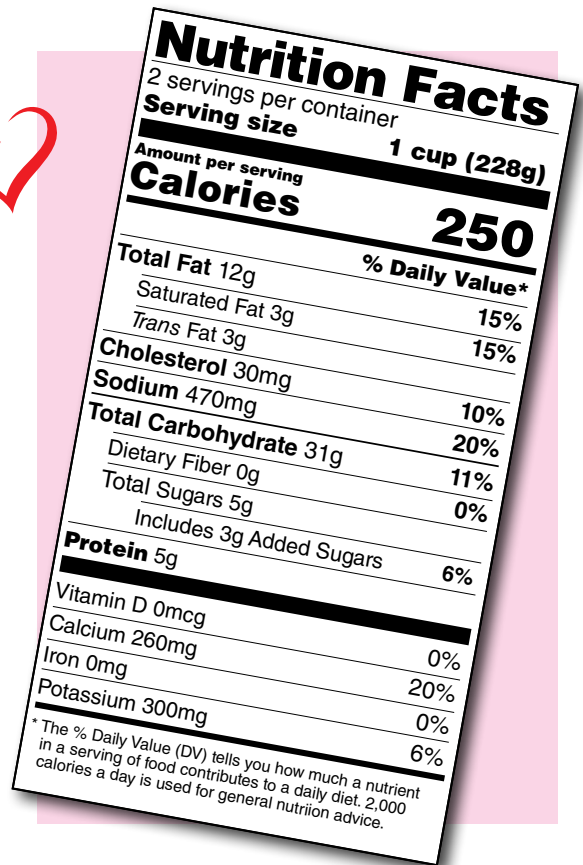 Nutrition Facts
2 servings per container
Serving size 1 cup (228g)
Amount per serving
Calories 250
% Daily Value*
Total Fat 12g 15%
Saturated Fat 3g 15%
Trans Fat 3g
Cholesterol 30mg 10%
Sodium 470mg 20%
Total Carbohydrate 31g 11%
Dietary Fiber 0g 0%
Total Sugars 5g
Includes 3g Added Sugars 6%
Protein 5g
Vitamin D 0mcg 0%
Calcium 260mg 20%
Iron 0mg 0%
Potassium 300mg 6%
* The % Daily Value (DV) tells you how much a nutrient
in a serving of food contributes to a daily diet. 2,000
calories a day is used for general nutriion advice.